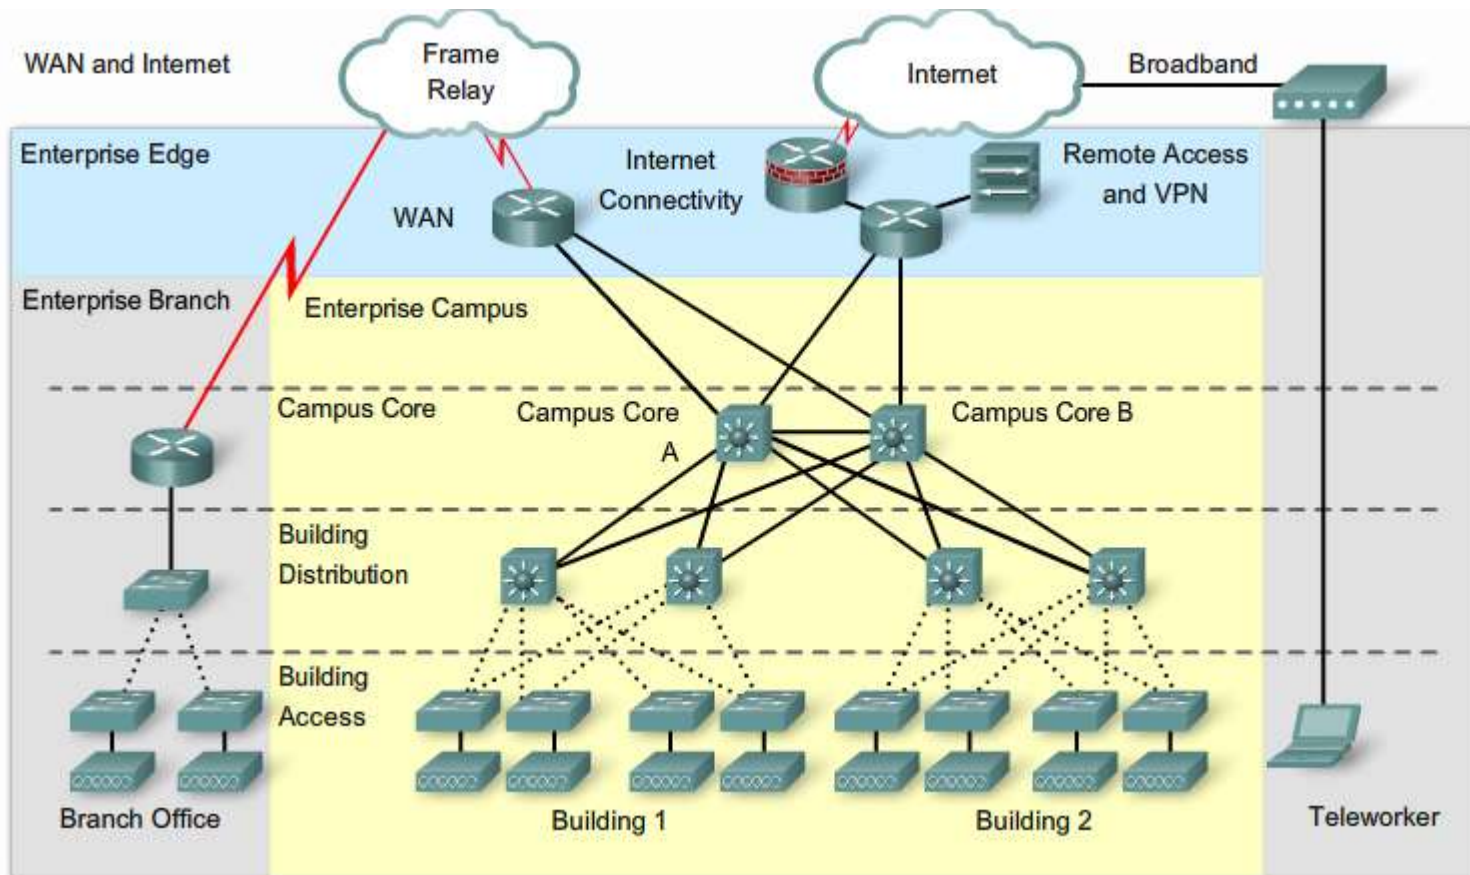 WAN and Internet
Frame
Relay
Internet
Broadband
Enterprise Edge
WAN
Internet
Connectivity
Remote Access
and VPN
Enterprise Branch
Enterprise Campus
Campus Core
Campus Core
A
Campus Core B
Building
Distribution
Building
Access
Branch Office
Building 1
Building 2
Teleworker